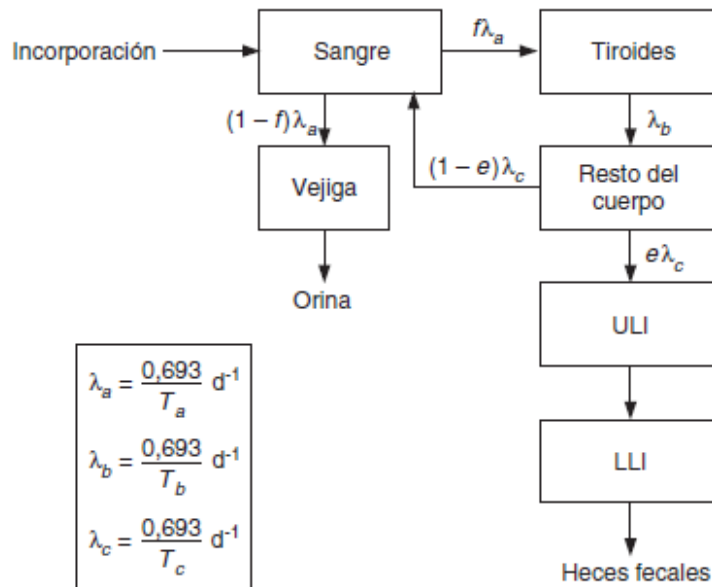 Incorporación
Sangre
fλa
Tiroides
(1 – f)λa
λb
Vejiga
(1 – e)λc
Resto del
cuerpo
Orina
eλc
ULI
λa = 0,693/Ta d-1
λb = 0,693/Tb d-1
λc = 0,693/Tc d-1
LLI
Heces fecales